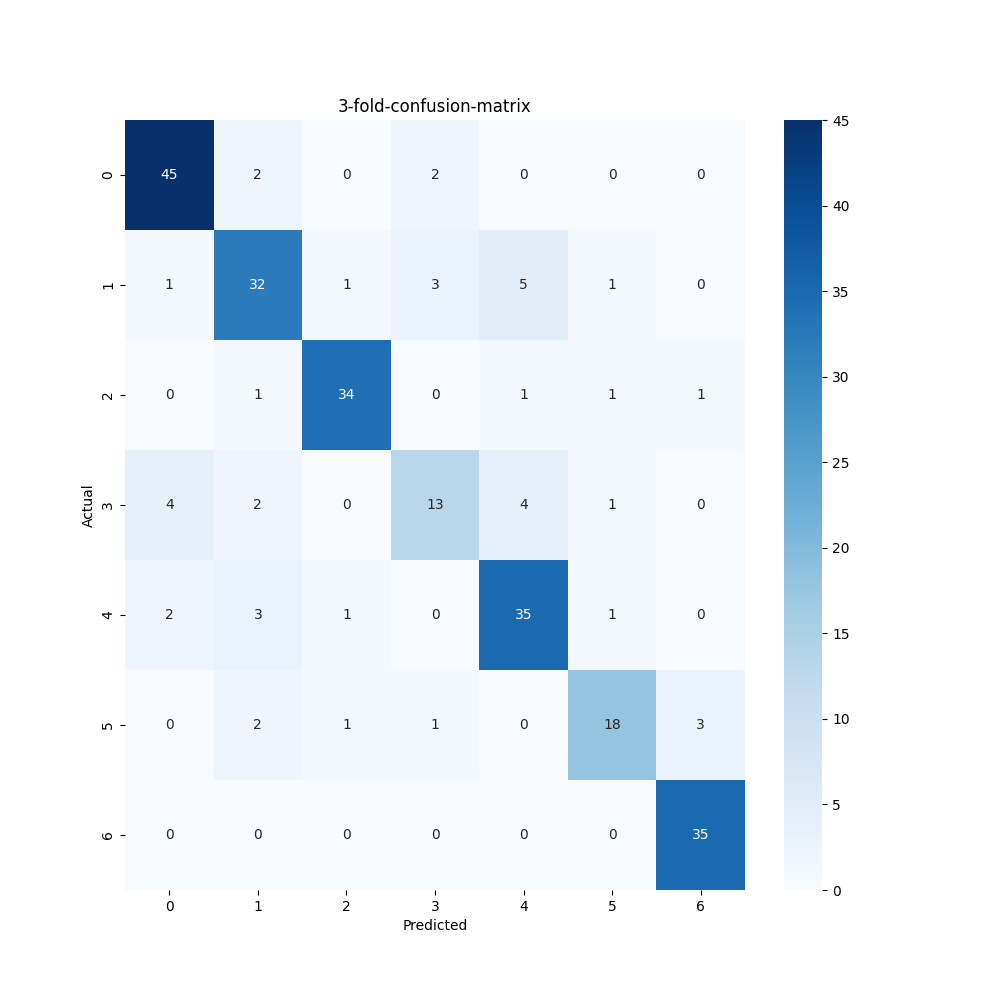 3-fold-confusion-matrix
45
0 45 2 0 2 0 0 0
40
1 1 32 1 3 5 1 0
35
30
2 0 1 34 0 1 1 1
25
Actual
3 4 2 0 13 4 1 0
20
15
4 2 3 1 0 35 1 0
10
5 0 2 1 1 0 18 3
5
6 0 0 0 0 0 0 35
0
0 1 2 3 4 5 6
Predicted